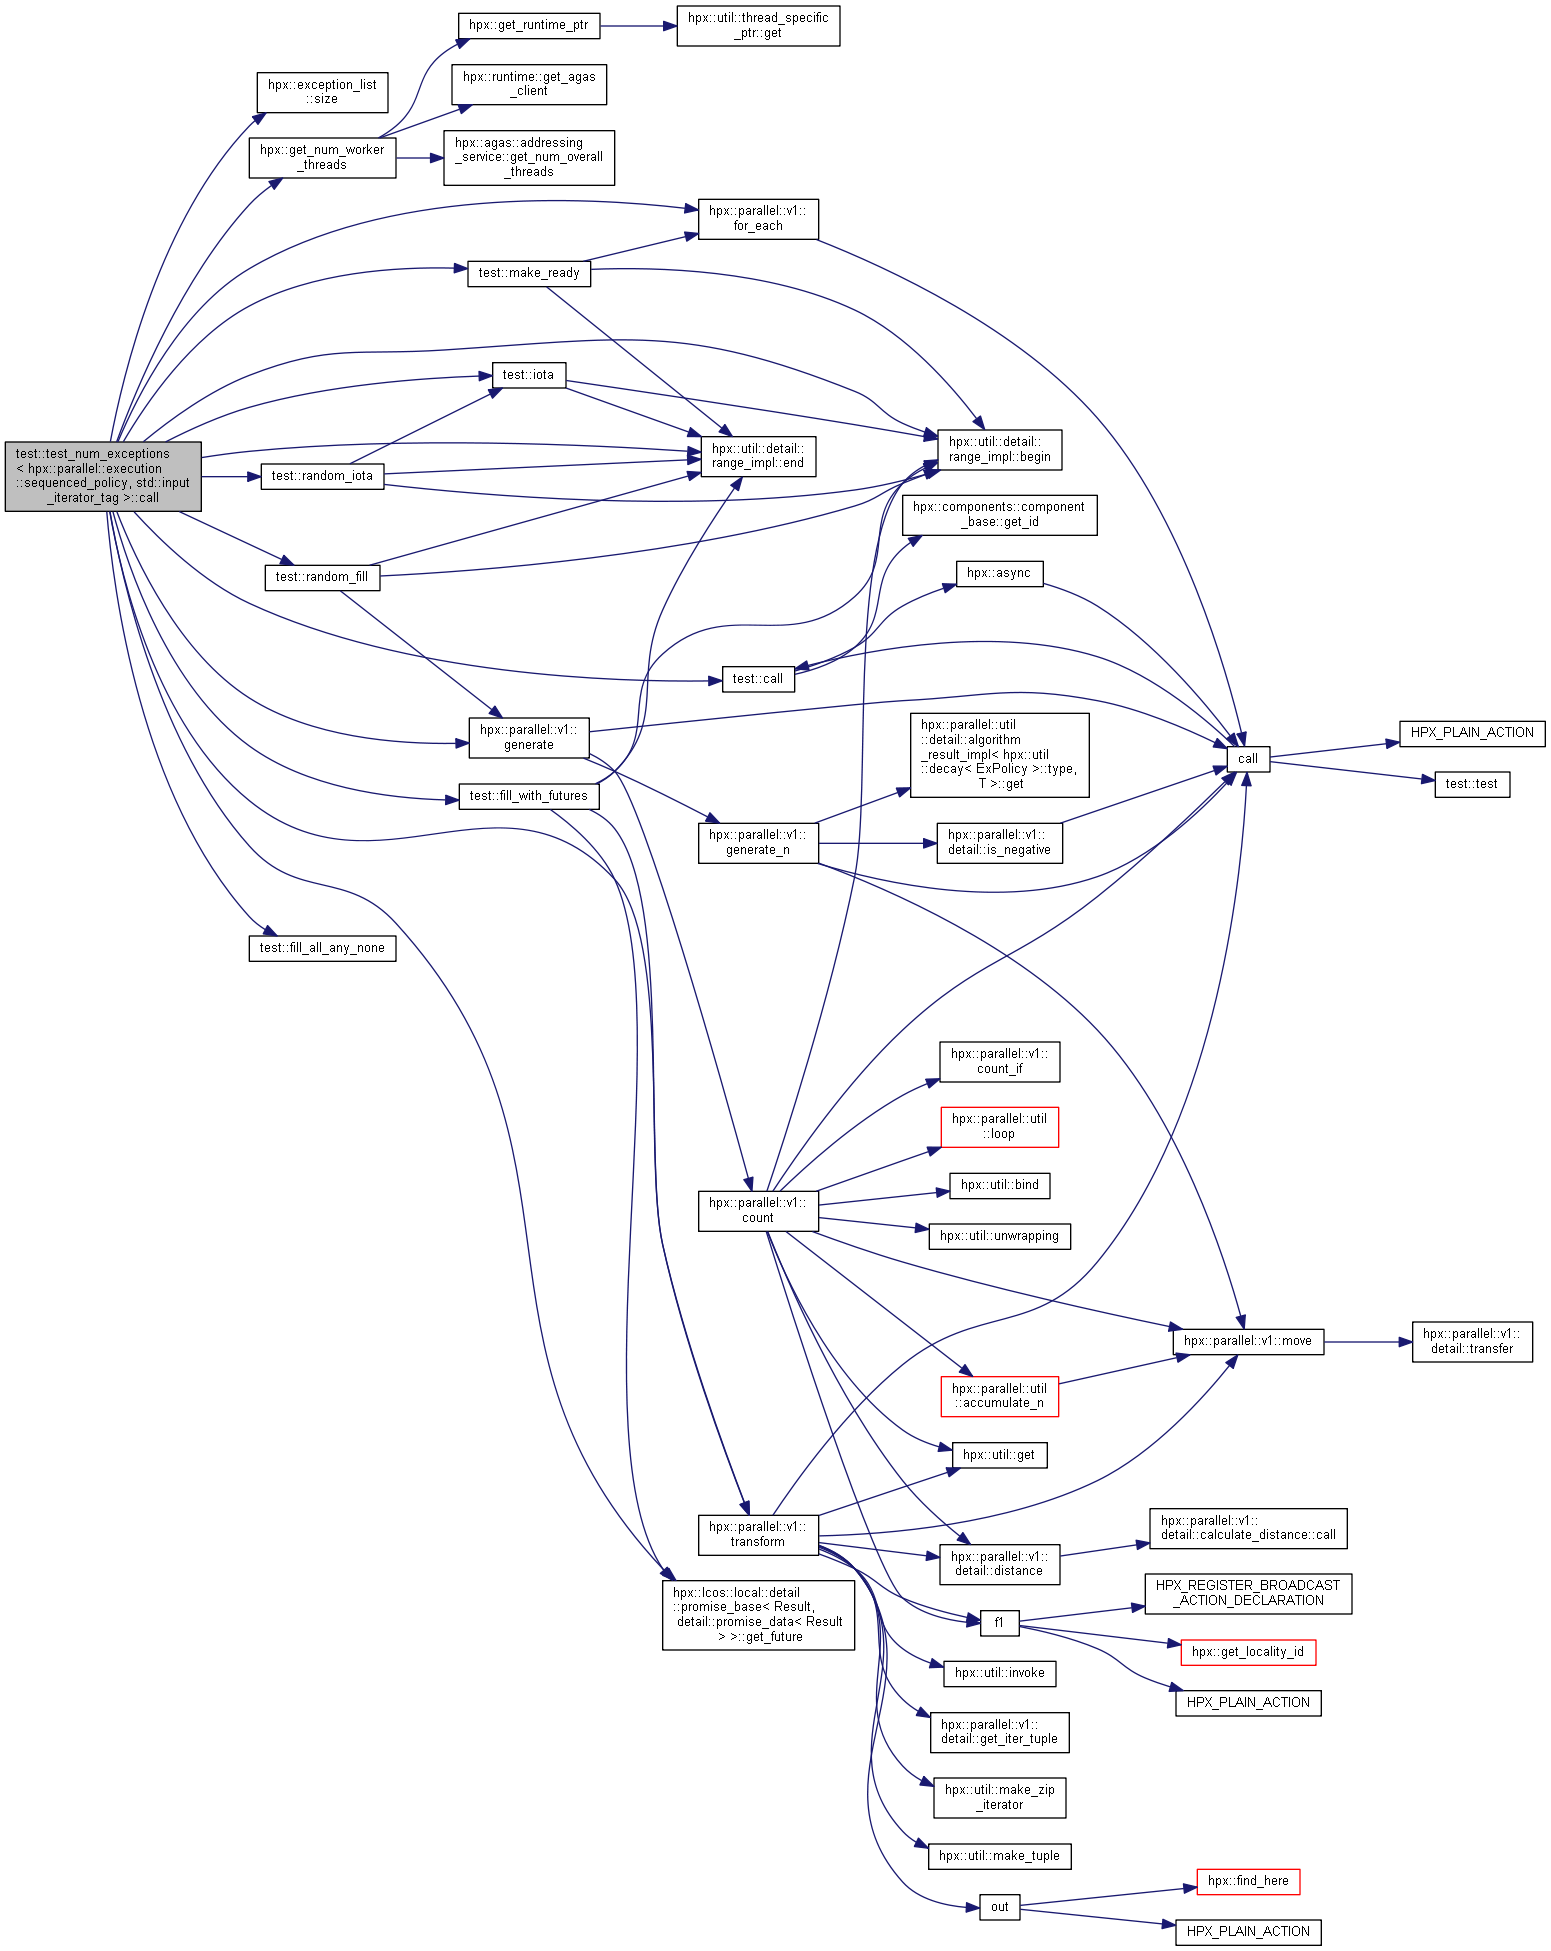 hpx::get_runtime_ptr
hpx::util::thread_specific
_ptr::get
hpx::exception_list
::size
hpx::runtime::get_agas
_client
hpx::get_num_worker
_threads
hpx::agas::addressing
_service::get_num_overall
_threads
hpx::parallel::v1::
for_each
test::make_ready
test::iota
test::test_num_exceptions
< hpx::parallel::execution
::sequenced_policy, std::input
_iterator_tag >::call
test::random_iota
hpx::util::detail::
range_impl::end
hpx::util::detail::
range_impl::begin
hpx::components::component
_base::get_id
hpx::async
test::random_fill
test::call
hpx::parallel::v1::
generate
hpx::parallel::util
::detail::algorithm
_result_impl< hpx::util
::decay< ExPolicy >::type,
T >::get
call
HPX_PLAIN_ACTION
test::test
test::fill_with_futures
hpx::parallel::v1::
generate_n
hpx::parallel::v1::
detail::is_negative
test::fill_all_any_none
hpx::parallel::v1::
count_if
hpx::parallel::util
::loop
hpx::util::bind
hpx::parallel::v1::
count
hpx::util::unwrapping
hpx::parallel::v1::move
hpx::parallel::v1::
detail::transfer
hpx::parallel::util
::accumulate_n
hpx::util::get
hpx::parallel::v1::
transform
hpx::parallel::v1::
detail::distance
hpx::parallel::v1::
detail::calculate_distance::call
hpx::lcos::local::detail
::promise_base< Result,
detail::promise_data< Result
> >::get_future
f1
HPX_REGISTER_BROADCAST
_ACTION_DECLARATION
hpx::get_locality_id
HPX_PLAIN_ACTION
hpx::util::invoke
hpx::parallel::v1::
detail::get_iter_tuple
hpx::util::make_zip
_iterator
hpx::util::make_tuple
out
hpx::find_here
HPX_PLAIN_ACTION